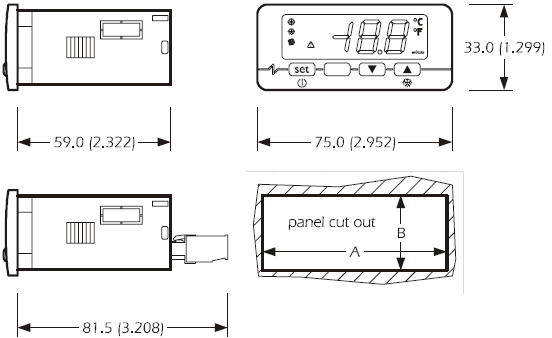 -18.8
°C
°F
set
33.0 (1.299)
59.0 (2.322)
75.0 (2.952)
panel cut out
B
A
81.5 (3.208)